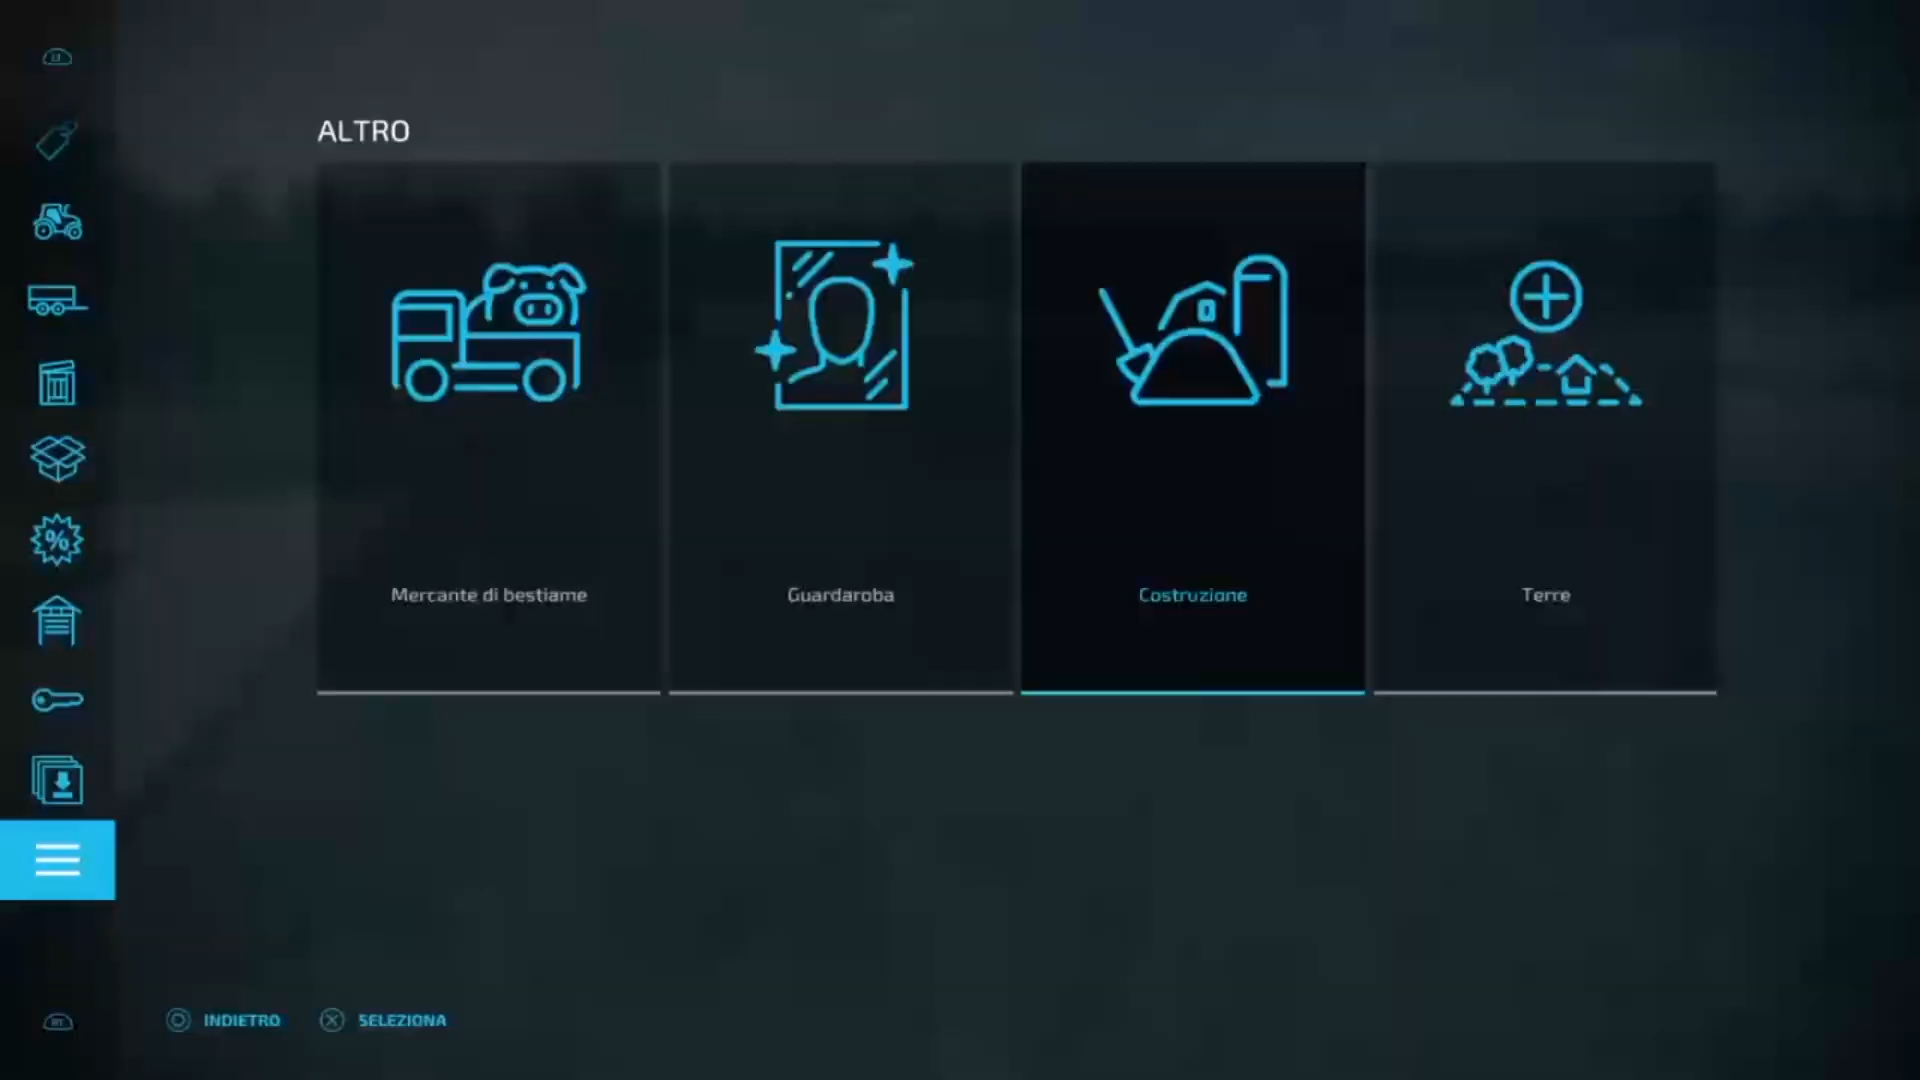 ALTRO
Mercante di bestiame
Guardaroba
Costruzione
Terre
%
INDIETRO
SELEZIONA